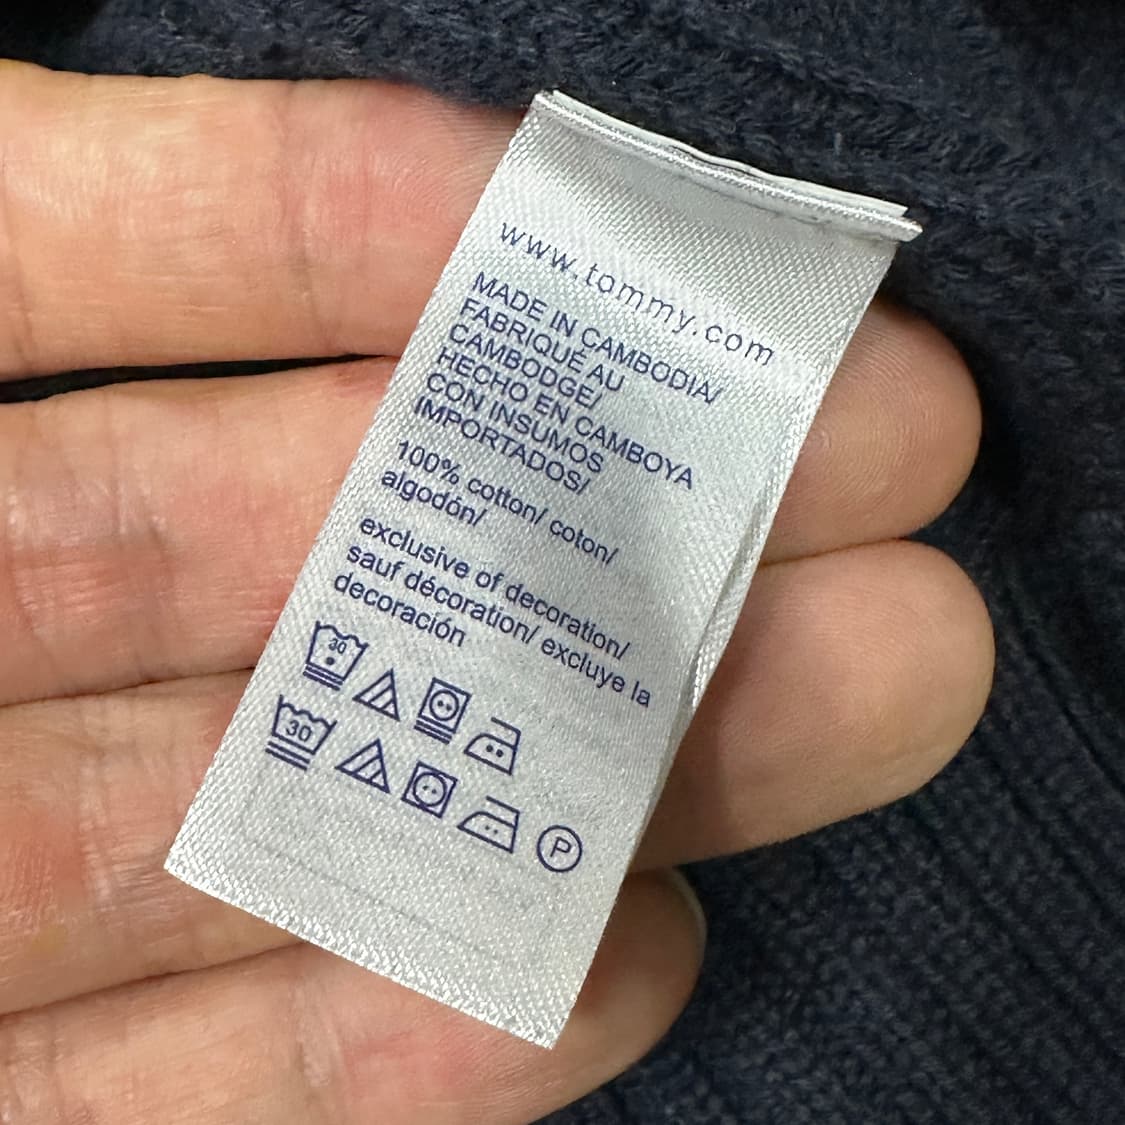 www.tommy.com
MADE IN CAMBODIA/
FABRIQUÉ AU
CAMBODGE/
HECHO EN CAMBOYA
CON INSUMOS
IMPORTADOS/
100% cotton/ coton/
algodón/
exclusive of decoration/
sauf décoration/ excluye la
decoración
30
30
P